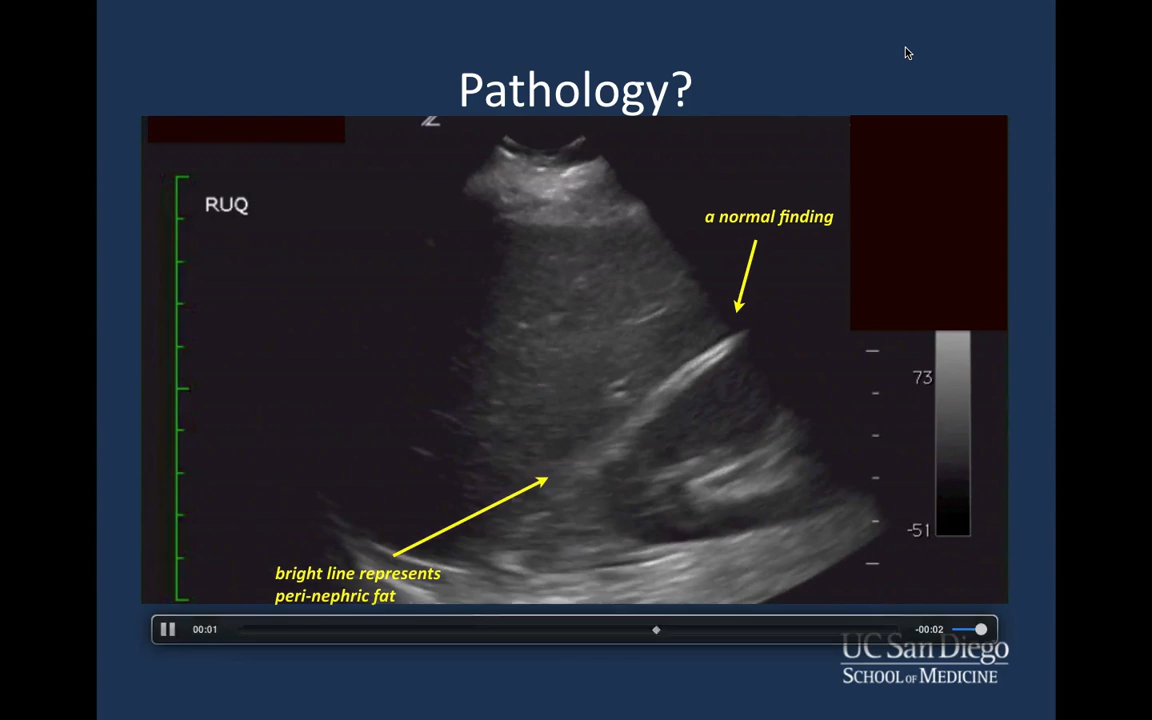 Pathology?
RUQ
a normal finding
73
-51
bright line represents
peri-nephric fat
00:01
-00:02
UC San Diego
SCHOOL OF MEDICINE